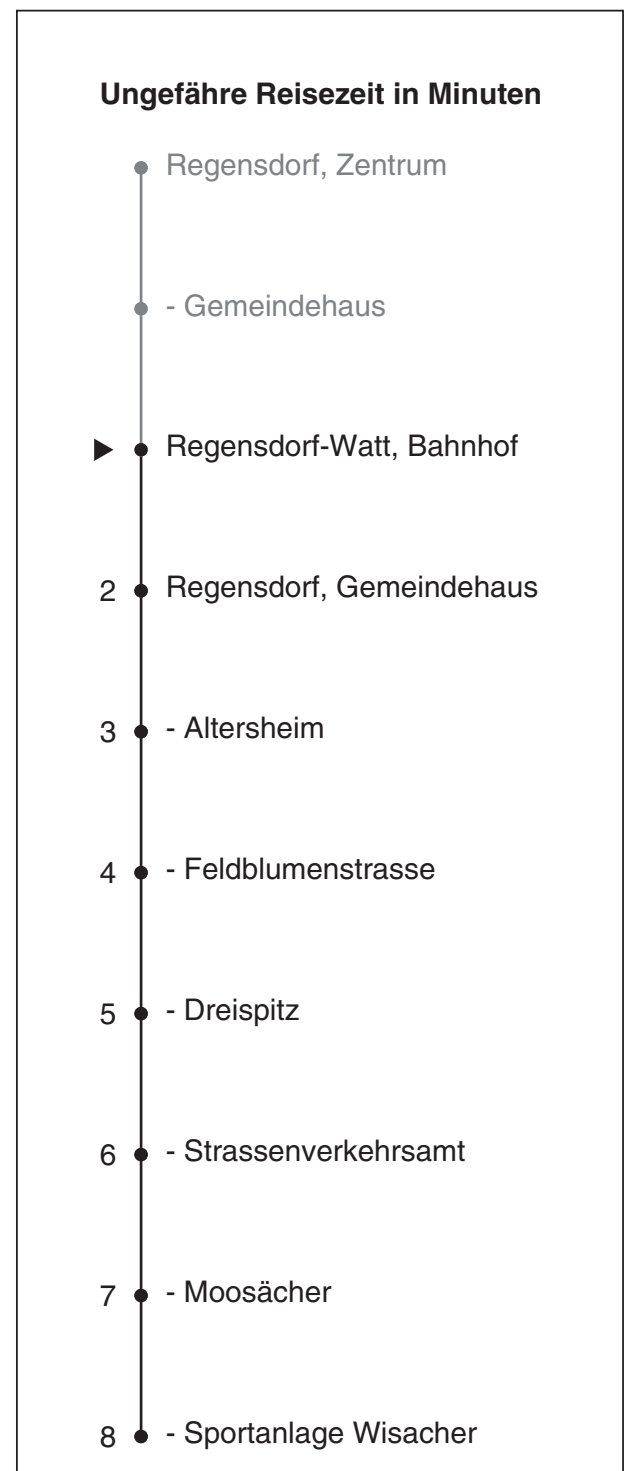 Ungefähre Reisezeit in Minuten
Regensdorf, Zentrum
- Gemeindehaus
Regensdorf-Watt, Bahnhof
2 Regensdorf, Gemeindehaus
3 - Altersheim
4 - Feldblumenstrasse
5 - Dreispitz
6 - Strassenverkehrsamt
7 - Moosächer
8 - Sportanlage Wisacher